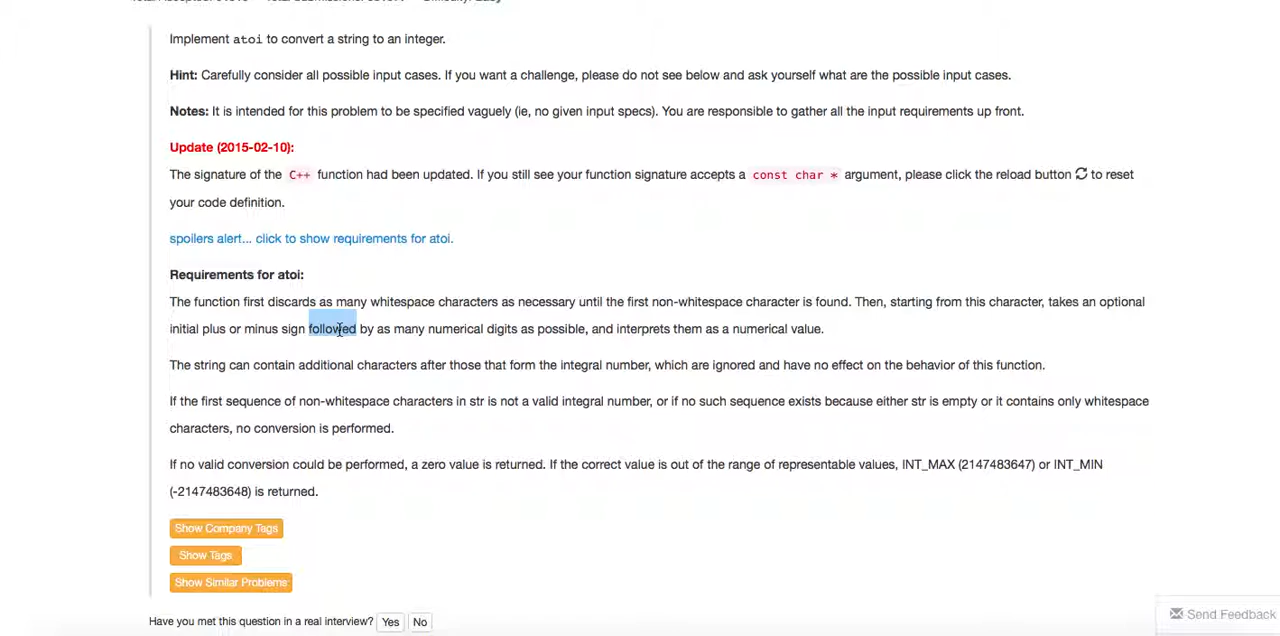 Implement atoi to convert a string to an integer.
Hint: Carefully consider all possible input cases. If you want a challenge, please do not see below and ask yourself what are the possible input cases.
Notes: It is intended for this problem to be specified vaguely (ie, no given input specs). You are responsible to gather all the input requirements up front.
Update (2015-02-10):
The signature of the C++ function had been updated. If you still see your function signature accepts a const char * argument, please click the reload button to reset
your code definition.
spoilers alert... click to show requirements for atoi.
Requirements for atoi:
The function first discards as many whitespace characters as necessary until the first non-whitespace character is found. Then, starting from this character, takes an optional
initial plus or minus sign followed by as many numerical digits as possible, and interprets them as a numerical value.
The string can contain additional characters after those that form the integral number, which are ignored and have no effect on the behavior of this function.
If the first sequence of non-whitespace characters in str is not a valid integral number, or if no such sequence exists because either str is empty or it contains only whitespace
characters, no conversion is performed.
If no valid conversion could be performed, a zero value is returned. If the correct value is out of the range of representable values, INT_MAX (2147483647) or INT_MIN
(-2147483648) is returned.
Show Company Tags
Show Tags
Show Similar Problems
Send Feedback
Have you met this question in a real interview? Yes No